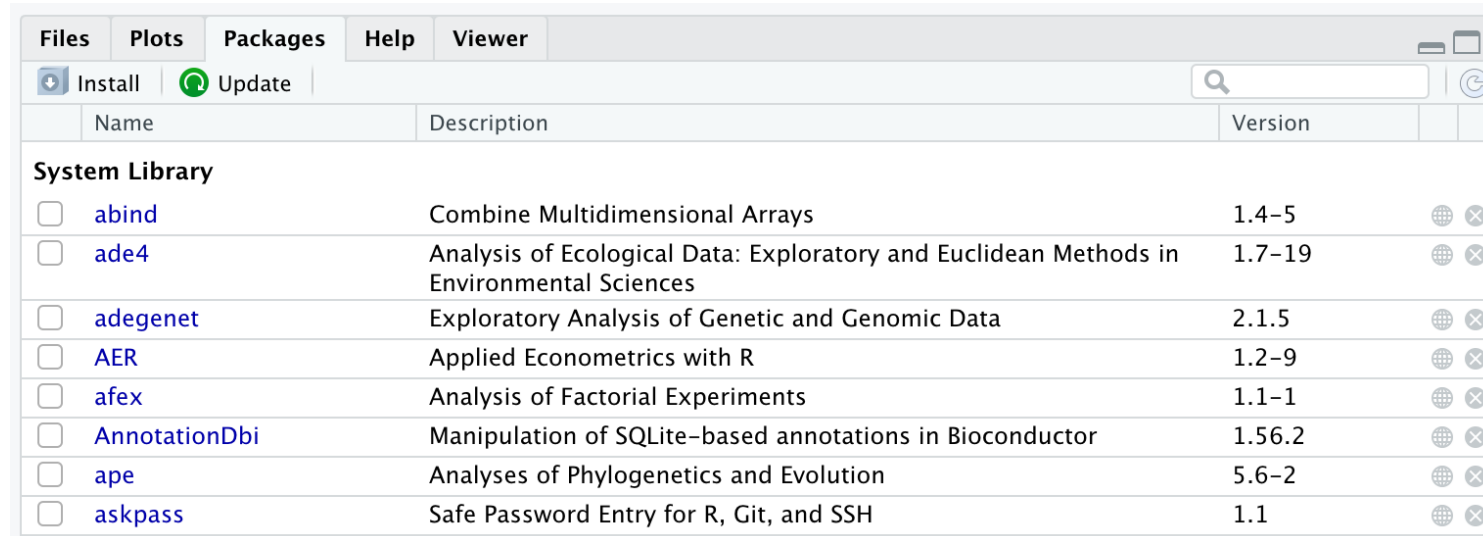 Files Plots Packages Help Viewer
Install Update
Name Description Version
System Library
abind Combine Multidimensional Arrays 1.4-5
ade4 Analysis of Ecological Data: Exploratory and Euclidean Methods in 1.7-19
Environmental Sciences
adegenet Exploratory Analysis of Genetic and Genomic Data 2.1.5
AER Applied Econometrics with R 1.2-9
afex Analysis of Factorial Experiments 1.1-1
AnnotationDbi Manipulation of SQLite-based annotations in Bioconductor 1.56.2
ape Analyses of Phylogenetics and Evolution 5.6-2
askpass Safe Password Entry for R, Git, and SSH 1.1